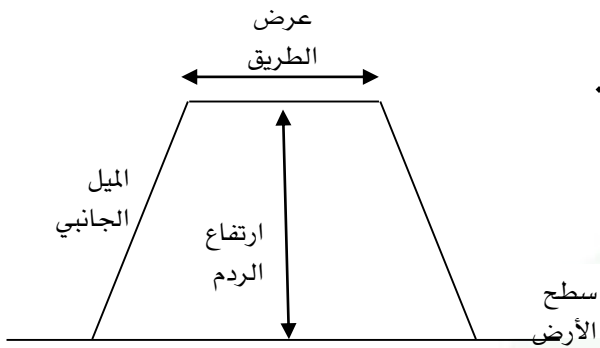 عرض
الطريق
الميل
الجانبي
ارتفاع
الردم
سطح
الأرض